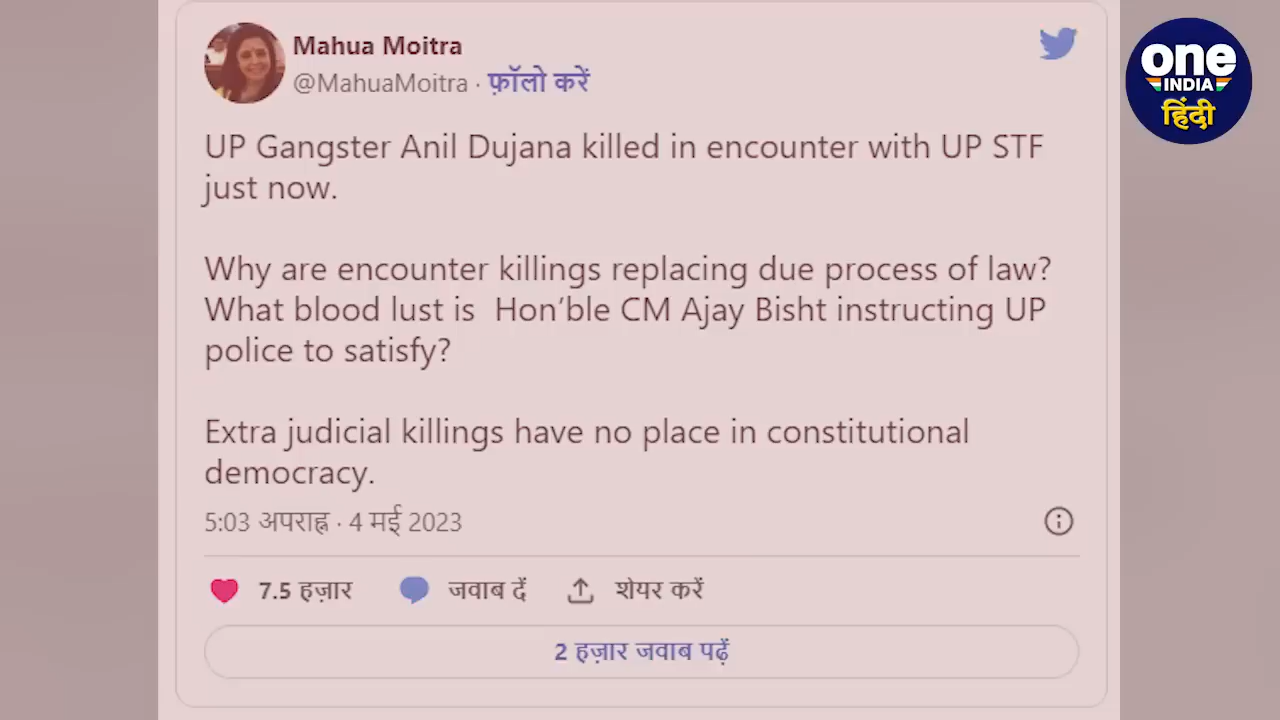 Mahua Moitra
@MahuaMoitra · फ़ॉलो करें
UP Gangster Anil Dujana killed in encounter with UP STF
just now.
Why are encounter killings replacing due process of law?
What blood lust is  Hon’ble CM Ajay Bisht instructing UP
police to satisfy?
Extra judicial killings have no place in constitutional
democracy.
5:03 अपराह्न · 4 मई 2023
7.5 हज़ार जवाब दें शेयर करें
2 हज़ार जवाब पढ़ें
one
INDIA
हिंदी